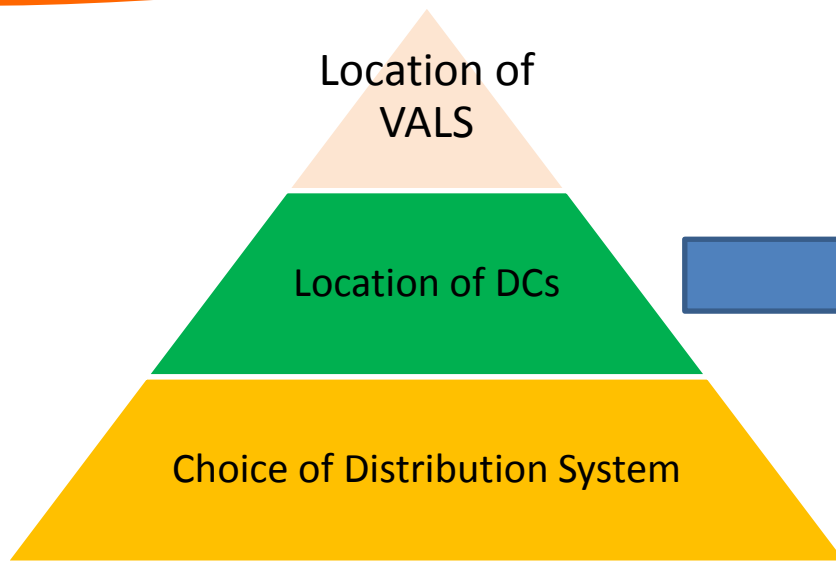 Location of
VALS
Location of DCs
Choice of Distribution System